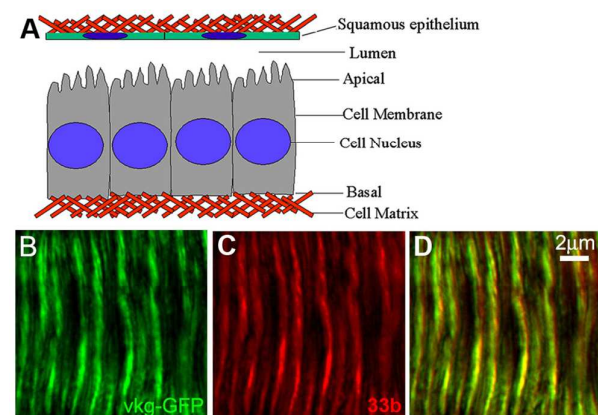 A
Squamous epithelium
Lumen
Apical
Cell Membrane
Cell Nucleus
Basal
Cell Matrix
B
vkg-GFP
C
33b
D
2μm